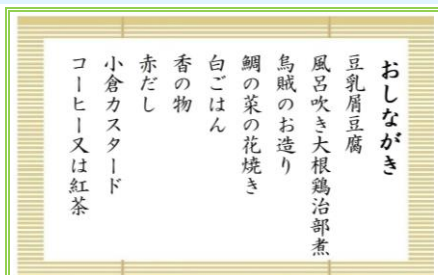 おしながき
豆乳屑豆腐
風呂吹き大根鶏治部煮
烏賊のお造り
鯛の菜の花焼き
白ごはん
香の物
赤だし
小倉カスタード
コーヒー又は紅茶